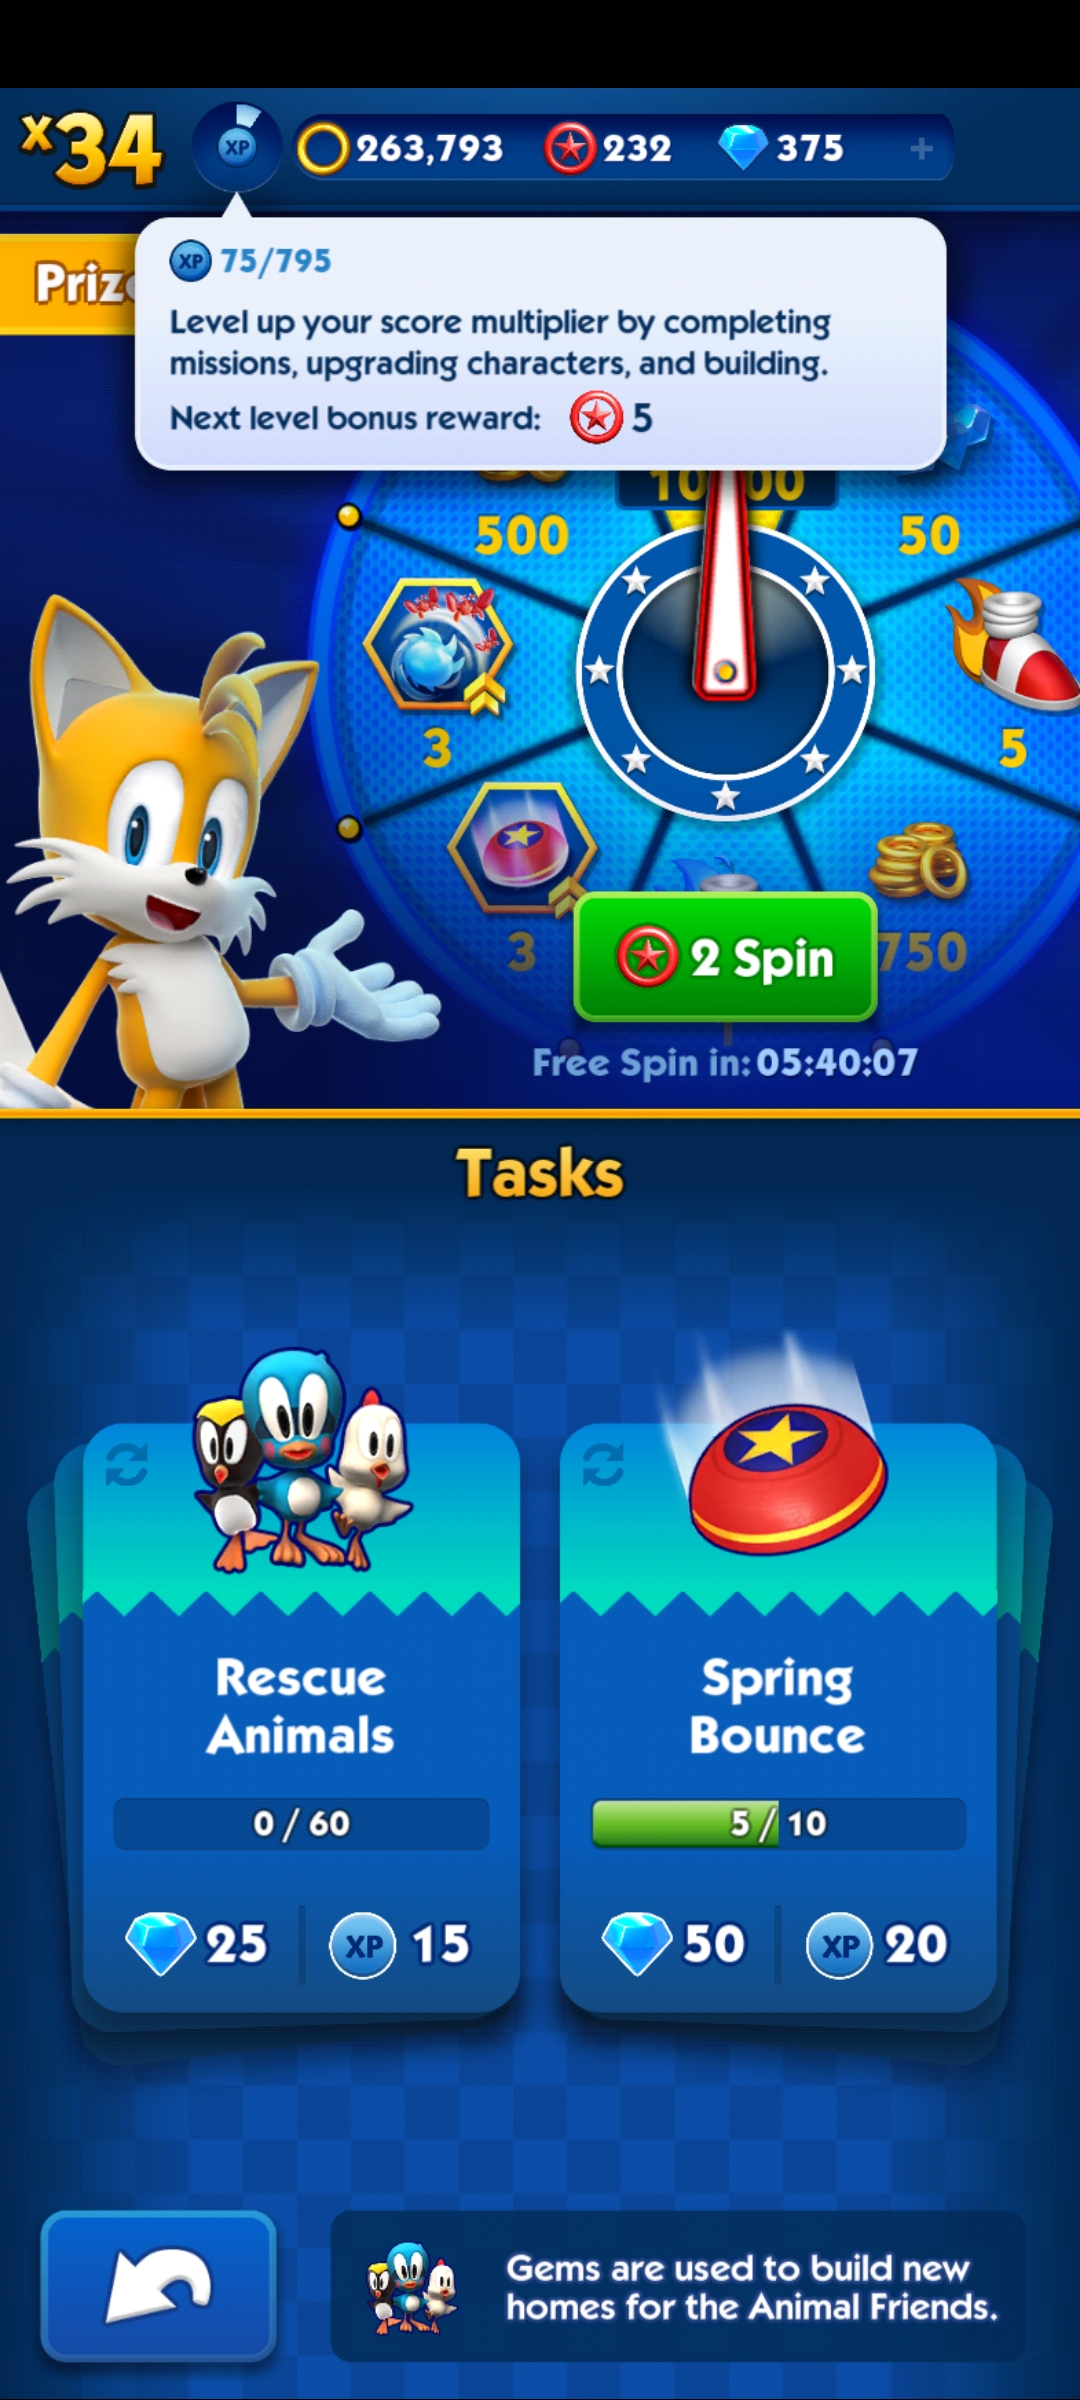 x34
XP
263,793
232
375
+
Priz
XP 75/795
Level up your score multiplier by completing
missions, upgrading characters, and building.
Next level bonus reward: 5
500
50
3
5
3
2 Spin
750
Free Spin in: 05:40:07
Tasks
Rescue
Animals
0 / 60
25
XP 15
Spring
Bounce
5 / 10
50
XP 20
Gems are used to build new
homes for the Animal Friends.